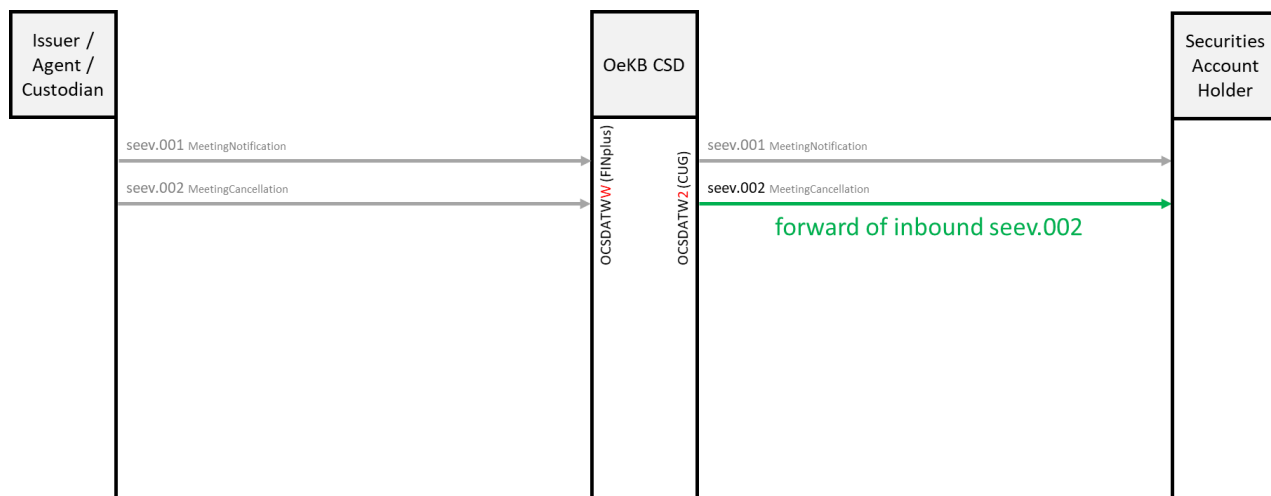 Issuer /
Agent /
Custodian
OeKB CSD
Securities
Account
Holder
seev.001 MeetingNotification
seev.002 MeetingCancellation
OCSDATWW (FINplus)
OCSDATW2 (CUG)
seev.001 MeetingNotification
seev.002 MeetingCancellation
forward of inbound seev.002